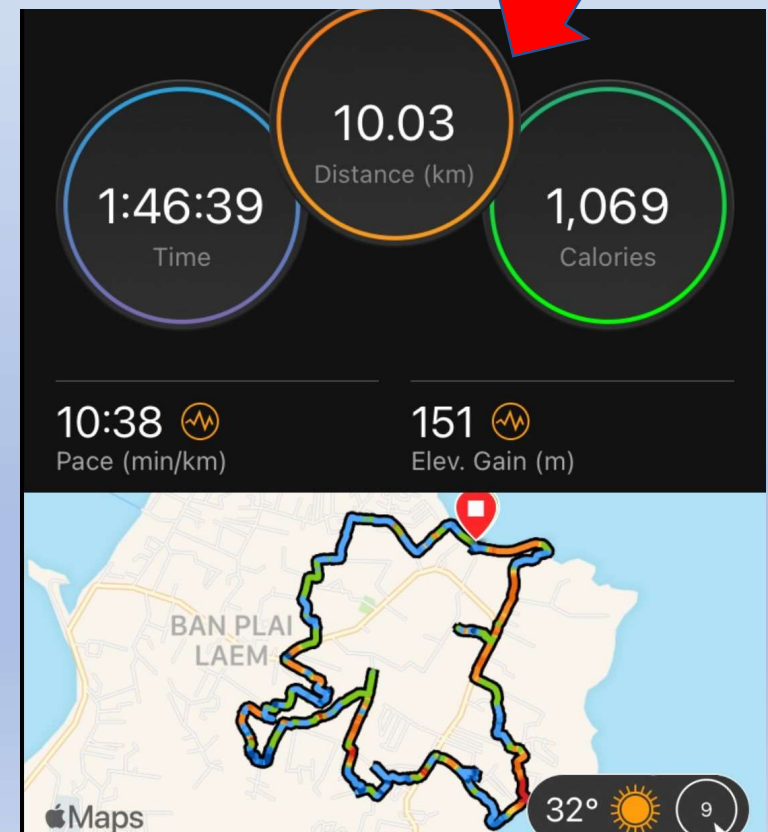 10.03
Distance (km)
1:46:39
Time
1,069
Calories
10:38
Pace (min/km)
151
Elev. Gain (m)
BAN PLAI
LAEM
Maps
32°
9